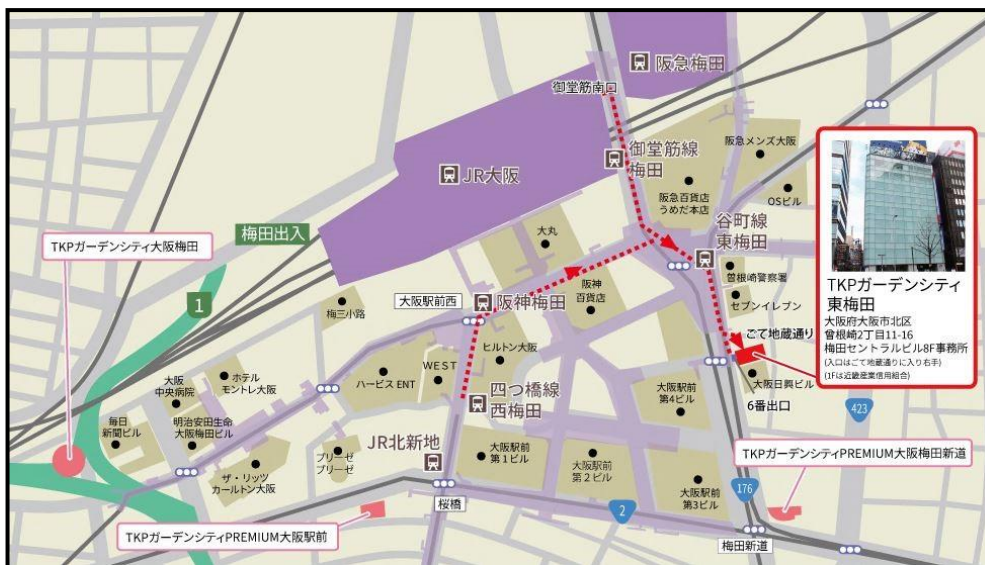 阪急梅田
御堂筋南口
御堂筋線
梅田
JR大阪
阪急メンズ大阪
OSビル
阪急百貨店
うめだ本店
谷町線
東梅田
TKPガーデンシティ大阪梅田
梅田出入
1
大丸
阪神
百貨店
曽根崎警察署
セブンイレブン
大阪駅前西
阪神梅田
梅三小路
ごて地蔵通り
TKPガーデンシティ
東梅田
大阪府大阪市北区
曾根崎2丁目11-16
梅田セントラルビル8F事務所
(入口はごて地蔵通りに入り右手)
(1Fは近畿産業信用組合)
ヒルトン大阪
WEST
ハービス ENT
大阪
中央病院
ホテル
モントレ大阪
四つ橋線
西梅田
大阪駅前
第4ビル
大阪日興ビル
6番出口
423
毎日
新聞ビル
明治安田生命
大阪梅田ビル
ザ・リッツ
カールトン大阪
ブリーゼ
ブリーゼ
JR北新地
大阪駅前
第1ビル
大阪駅前
第2ビル
大阪駅前
第3ビル
TKPガーデンシティPREMIUM大阪梅田新道
176
2
桜橋
TKPガーデンシティPREMIUM大阪駅前
梅田新道